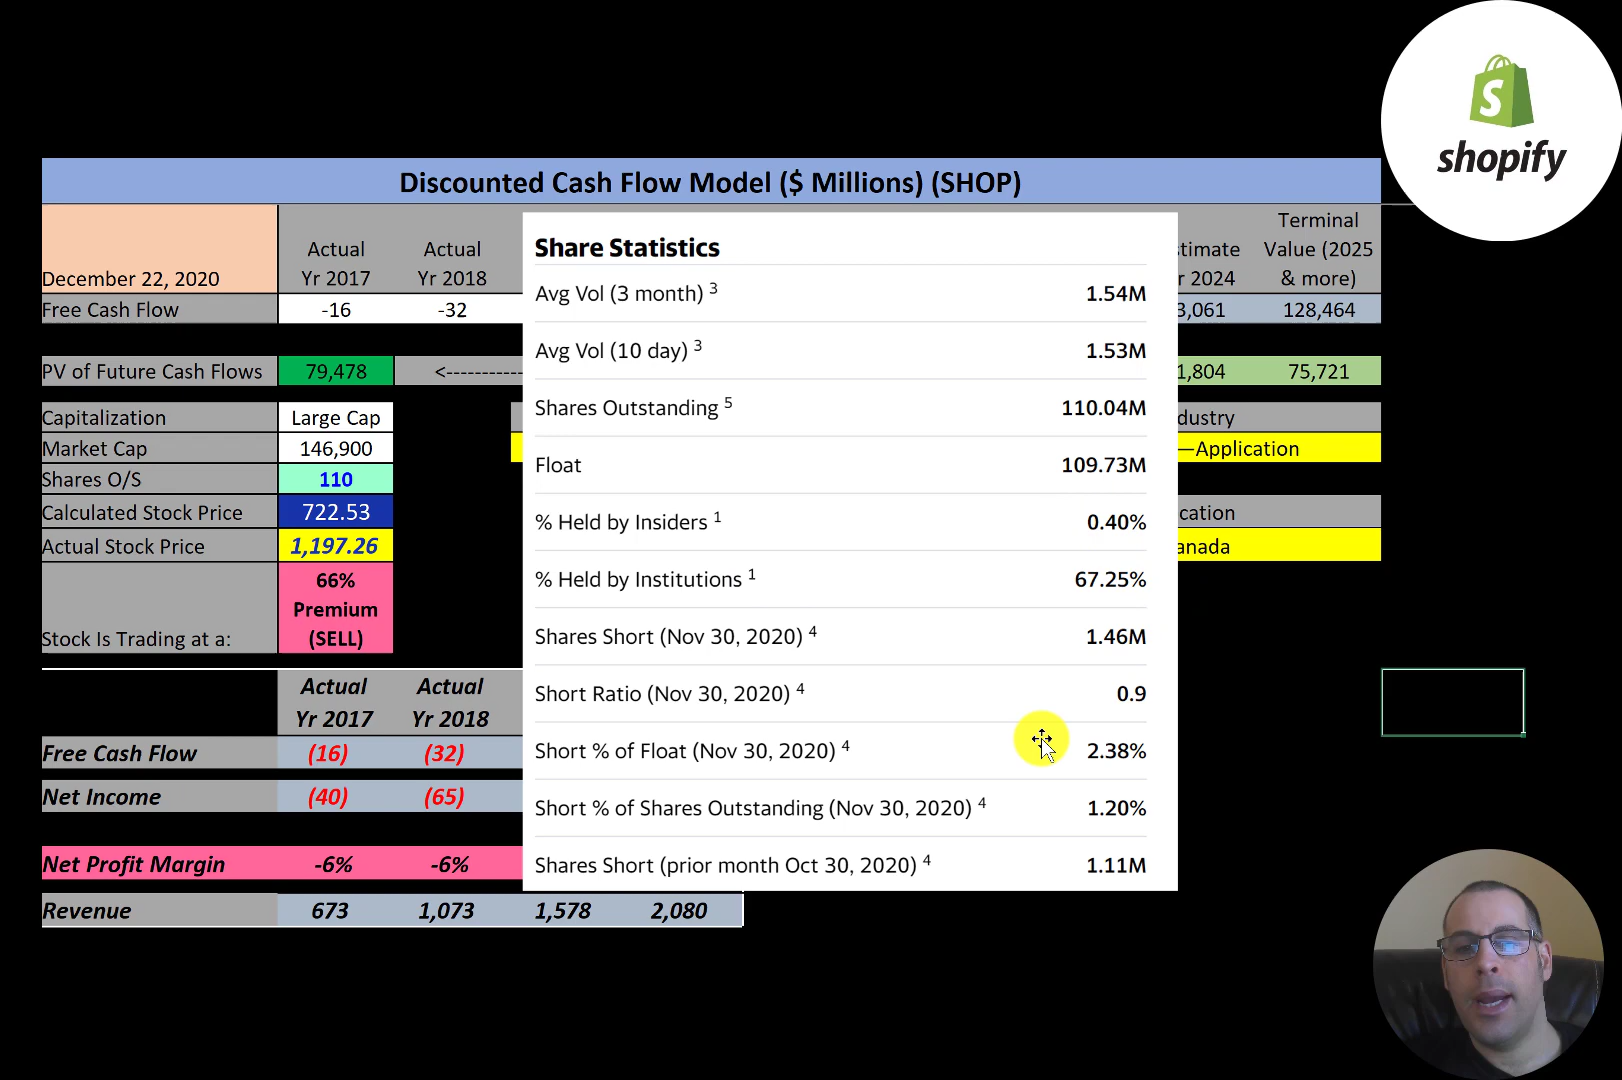 shopify
Discounted Cash Flow Model ($ Millions) (SHOP)
December 22, 2020
Actual
Yr 2017
Actual
Yr 2018
Terminal
Value (2025
& more)
2024
Free Cash Flow
-16
-32
3,061
128,464
PV of Future Cash Flows
79,478
<-----------
1,804
75,721
Capitalization
Large Cap
Market Cap
146,900
—Application
Shares O/S
110
Calculated Stock Price
722.53
Actual Stock Price
1,197.26
Stock Is Trading at a:
66%
Premium
(SELL)
Share Statistics
Avg Vol (3 month) 3
1.54M
Avg Vol (10 day) 3
1.53M
Shares Outstanding 5
110.04M
Float
109.73M
% Held by Insiders 1
0.40%
% Held by Institutions 1
67.25%
Shares Short (Nov 30, 2020) 4
1.46M
Short Ratio (Nov 30, 2020) 4
0.9
Short % of Float (Nov 30, 2020) 4
2.38%
Short % of Shares Outstanding (Nov 30, 2020) 4
1.20%
Shares Short (prior month Oct 30, 2020) 4
1.11M
Actual
Yr 2017
Actual
Yr 2018
Free Cash Flow
(16)
(32)
Net Income
(40)
(65)
Net Profit Margin
-6%
-6%
Revenue
673
1,073
1,578
2,080